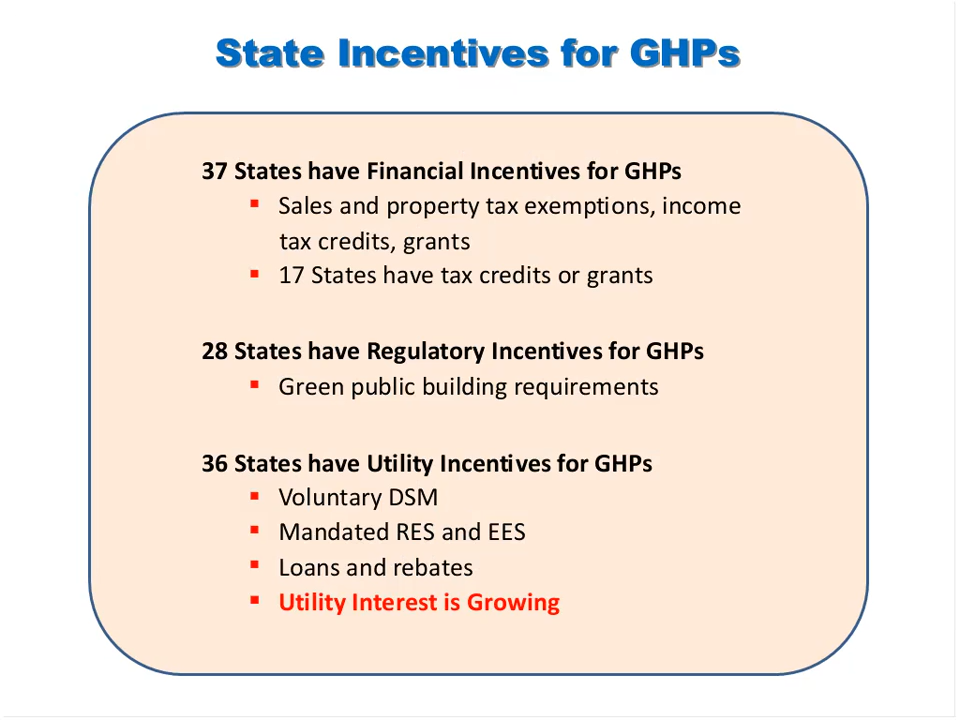 State Incentives for GHPs
37 States have Financial Incentives for GHPs
▪ Sales and property tax exemptions, income
tax credits, grants
▪ 17 States have tax credits or grants
28 States have Regulatory Incentives for GHPs
▪ Green public building requirements
36 States have Utility Incentives for GHPs
▪ Voluntary DSM
▪ Mandated RES and EES
▪ Loans and rebates
▪ Utility Interest is Growing